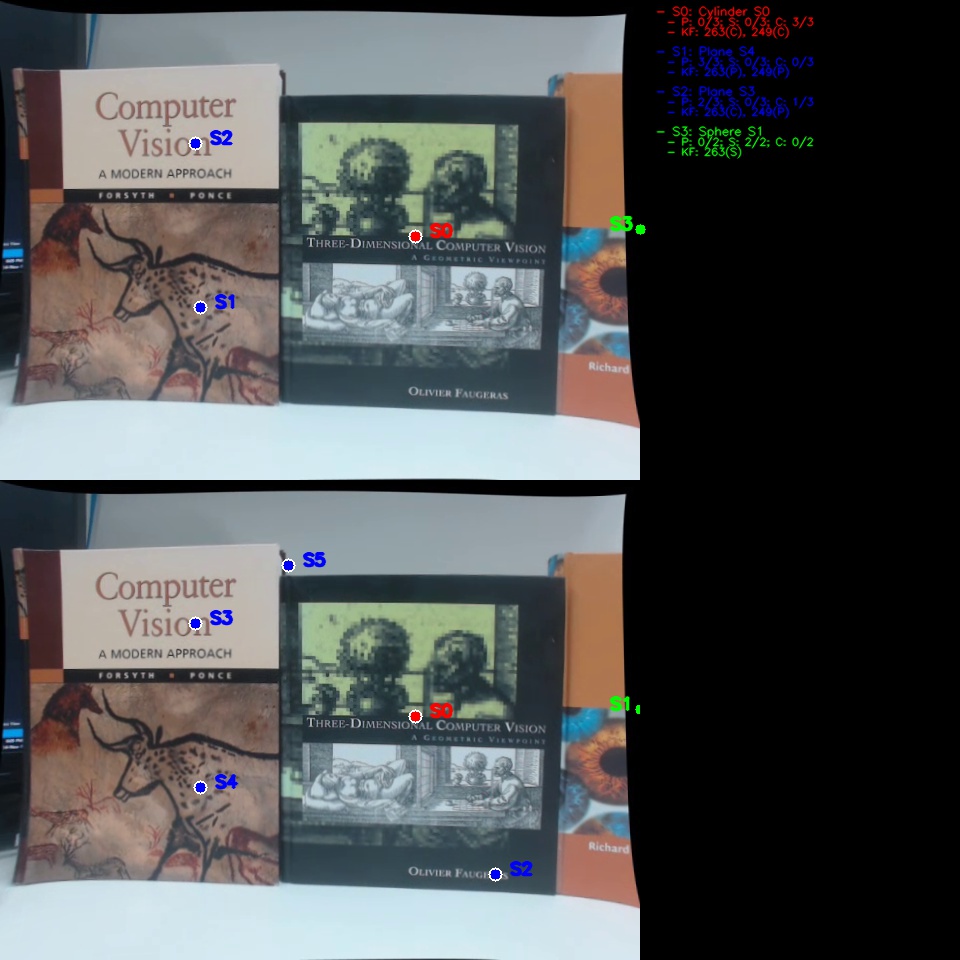 - S0: Cylinder S0
- P: 0/3; S: 0/3; C: 3/3
- KF: 263(C), 249(C)
- S1: Plane S4
- P: 3/3; S: 0/3; C: 0/3
- KF: 263(P), 249(P)
- S2: Plane S3
- P: 2/3; S: 0/3; C: 1/3
- KF: 263(C), 249(P)
- S3: Sphere S1
- P: 0/2; S: 2/2; C: 0/2
- KF: 263(S)
Computer
Vision
S2
A MODERN APPROACH
FORSYTH PONCE
S3
S0
THREE-DIMENSIONAL COMPUTER VISION
A GEOMETRIC VIEWPOINT
S1
Richard
OLIVIER FAUGERAS
S5
Computer
Vision
S3
A MODERN APPROACH
FORSYTH PONCE
S1
S0
THREE-DIMENSIONAL COMPUTER VISION
A GEOMETRIC VIEWPOINT
S4
Richard
OLIVIER
S2